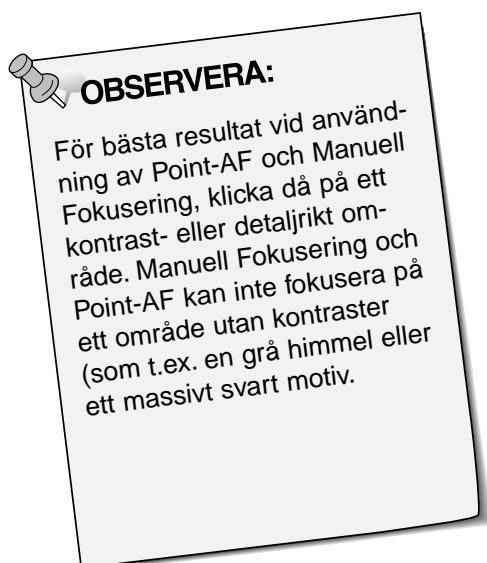 OBSERVERA:
För bästa resultat vid använd-
ning av Point-AF och Manuell
Fokusering, klicka då på ett
kontrast- eller detaljrikt om-
råde. Manuell Fokusering och
Point-AF kan inte fokusera på
ett område utan kontraster
(som t.ex. en grå himmel eller
ett massivt svart motiv.